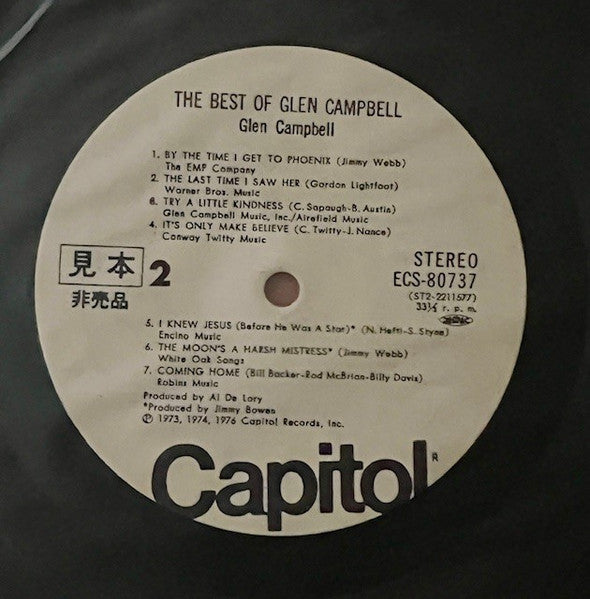 THE BEST OF GLEN CAMPBELL
Glen Campbell
1. BY THE TIME I GET TO PHOENIX (Jimmy Webb)
The EMP Company
2. THE LAST TIME I SAW HER (Gordon Lightfoot)
Warner Bros. Music
6. TRY A LITTLE KINDNESS (C. Sapaugh-B. Austin)
Glen Campbell Music, Inc./Airefield Music
4. IT'S ONLY MAKE BELIEVE (C. Twitty-J. Nance)
Conway Twitty Music
見本
非売品
2
STEREO
ECS-80737
(ST2-2211577)
33⅓ r. p. m.
5. I KNEW JESUS (Before He Was A Star)* (N. Hefti-S. Styne)
Encino Music
6. THE MOON'S A HARSH MISTRESS* (Jimmy Webb)
White Oak Songs
7. COMING HOME (Bill Backer-Rod McBrian-Billy Davis)
Robins Music
Produced by Al De Lory
*Produced by Jimmy Bowen
Ⓟ 1973, 1974, 1976 Capitol Records, Inc.
Capitol®